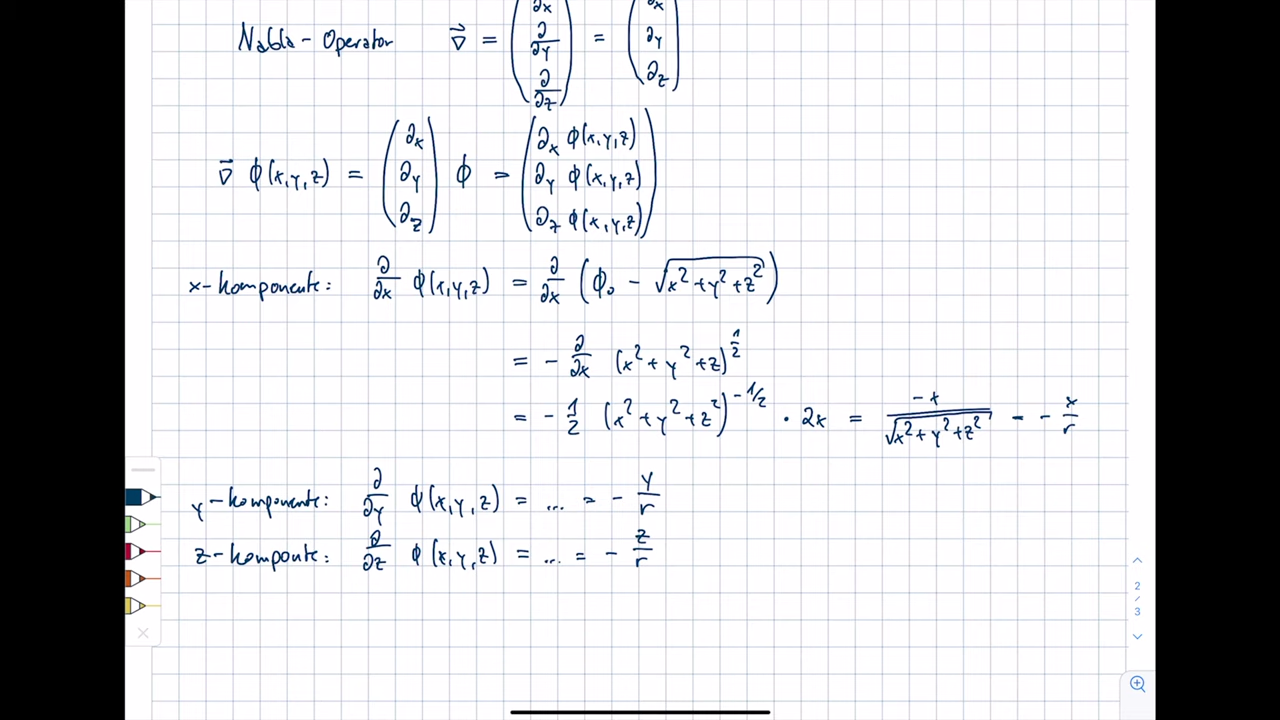 Nabla-Operator ∇⃗ = (∂/∂x, ∂/∂y, ∂/∂z) = (∂x, ∂y, ∂z)
∇⃗ ϕ(x,y,z) = (∂x, ∂y, ∂z) ϕ = (∂x ϕ(x,y,z), ∂y ϕ(x,y,z), ∂z ϕ(x,y,z))
x-Komponente: ∂/∂x ϕ(x,y,z) = ∂/∂x (ϕ₀ − √(x²+y²+z²))
= − ∂/∂x (x²+y²+z)^(1/2)
= − 1/2 (x²+y²+z²)^(−1/2) · 2x = −x/√(x²+y²+z²) = − x/r
y-Komponente: ∂/∂y ϕ(x,y,z) = ... = − y/r
z-Komponte: ∂/∂z ϕ(x,y,z) = ... = − z/r
2
/
3